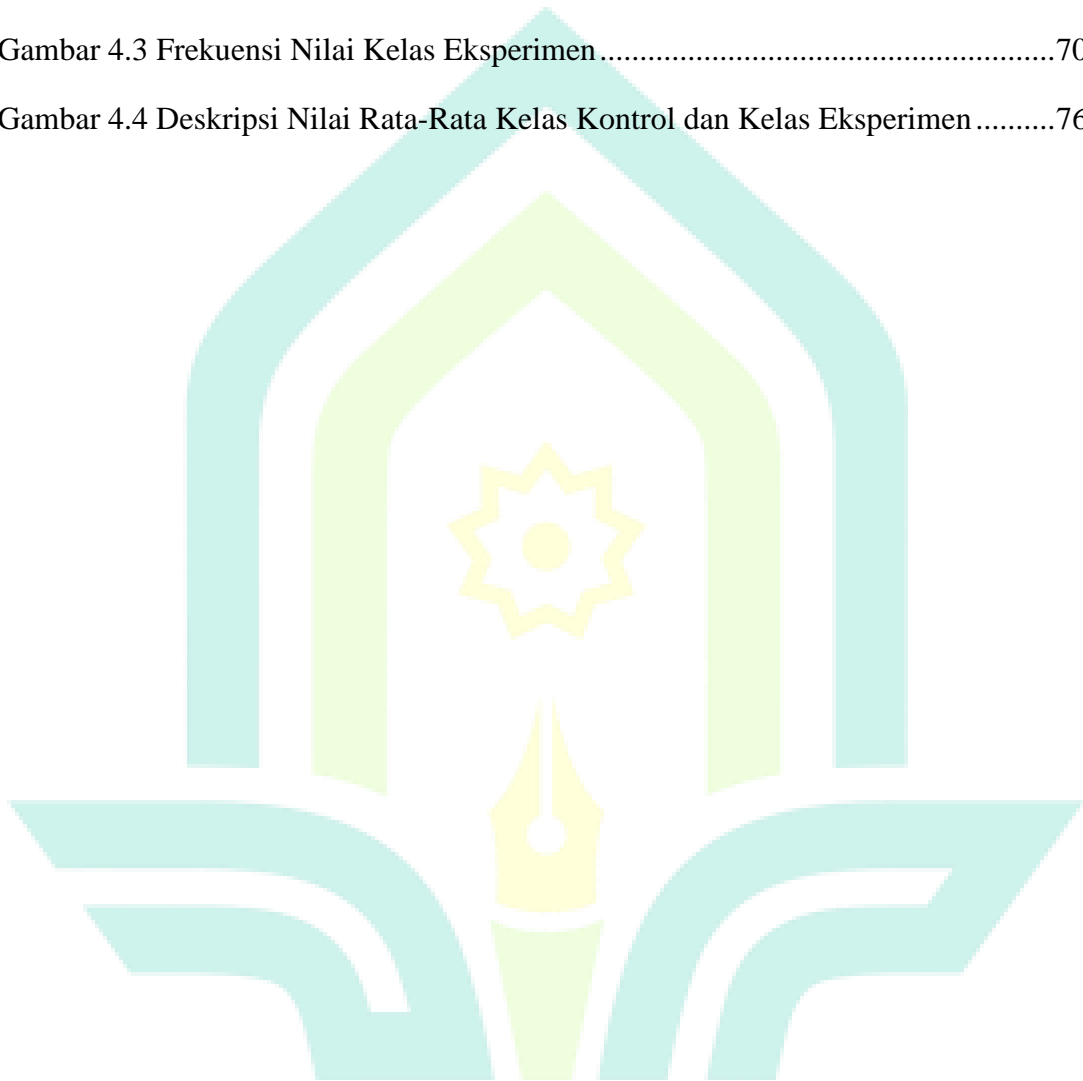 Gambar 4.3 Frekuensi Nilai Kelas Eksperimen.......................................................70
Gambar 4.4 Deskripsi Nilai Rata-Rata Kelas Kontrol dan Kelas Eksperimen..........76